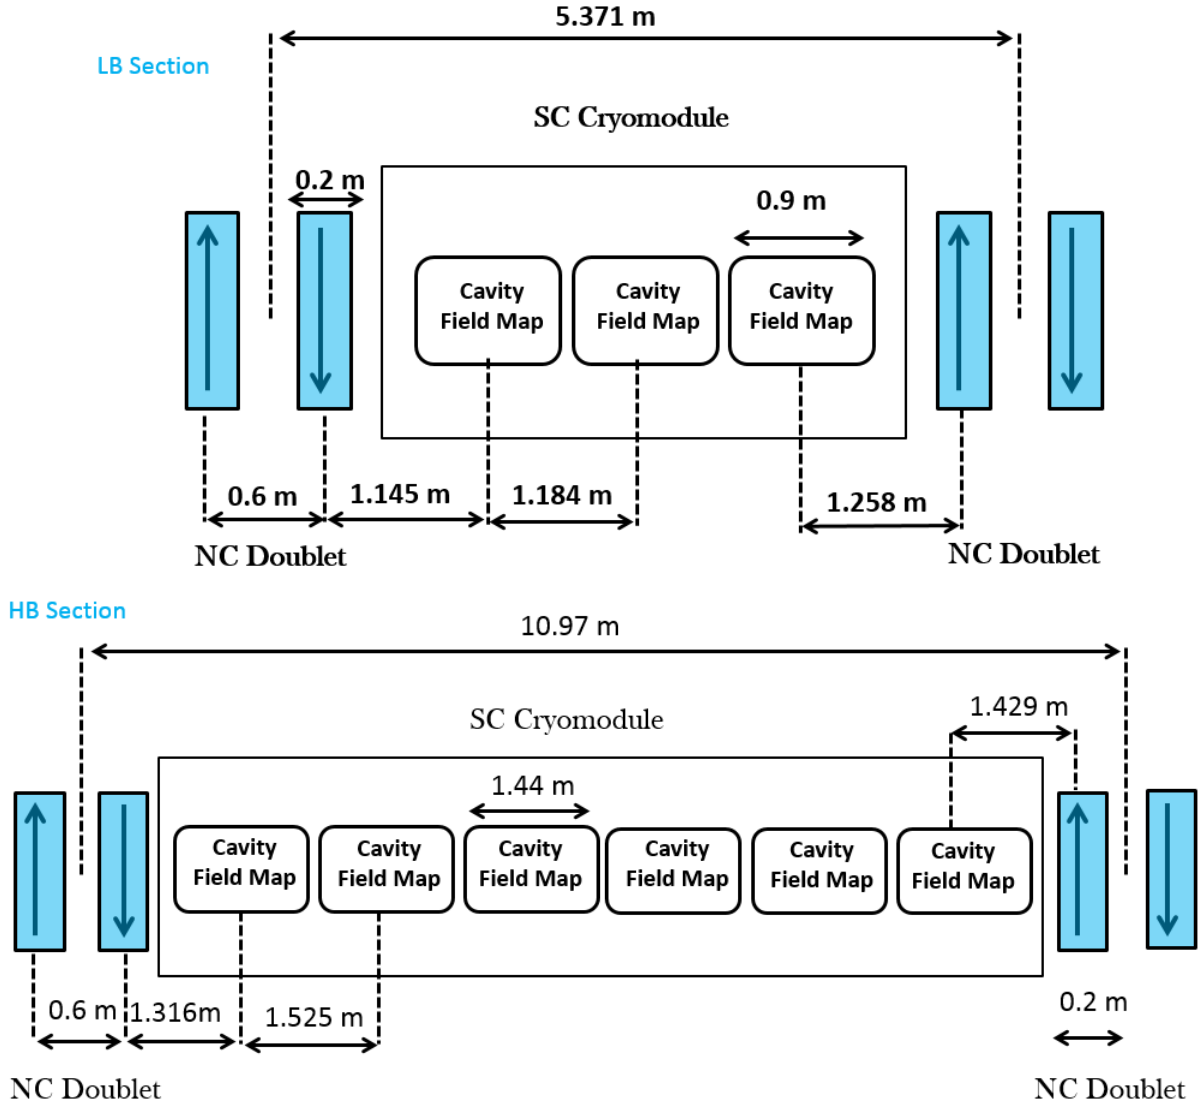 5.371 m
LB Section
SC Cryomodule
0.2 m
0.9 m
Cavity
Field Map
Cavity
Field Map
Cavity
Field Map
0.6 m
1.145 m
1.184 m
1.258 m
NC Doublet
NC Doublet
HB Section
10.97 m
SC Cryomodule
1.429 m
1.44 m
Cavity
Field Map
Cavity
Field Map
Cavity
Field Map
Cavity
Field Map
Cavity
Field Map
Cavity
Field Map
0.6 m
1.316m
1.525 m
0.2 m
NC Doublet
NC Doublet